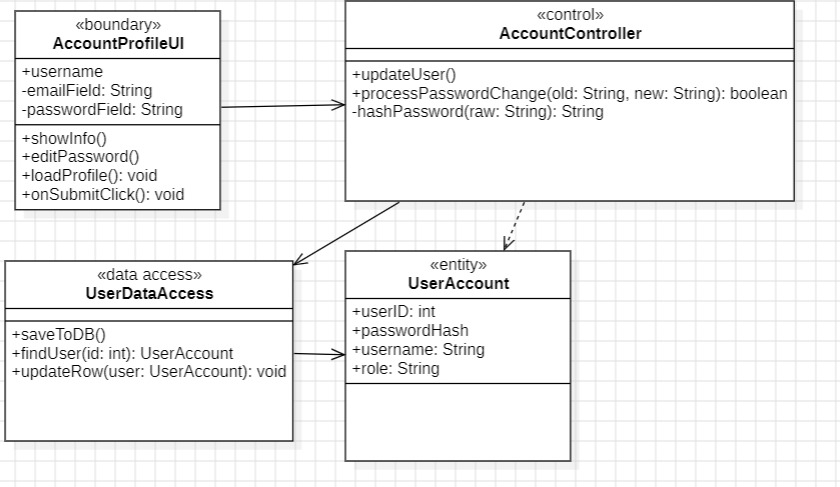 «boundary»
AccountProfileUI
+username
-emailField: String
-passwordField: String
+showInfo()
+editPassword()
+loadProfile(): void
+onSubmitClick(): void
«control»
AccountController
+updateUser()
+processPasswordChange(old: String, new: String): boolean
-hashPassword(raw: String): String
«data access»
UserDataAccess
+saveToDB()
+findUser(id: int): UserAccount
+updateRow(user: UserAccount): void
«entity»
UserAccount
+userID: int
+passwordHash
+username: String
+role: String